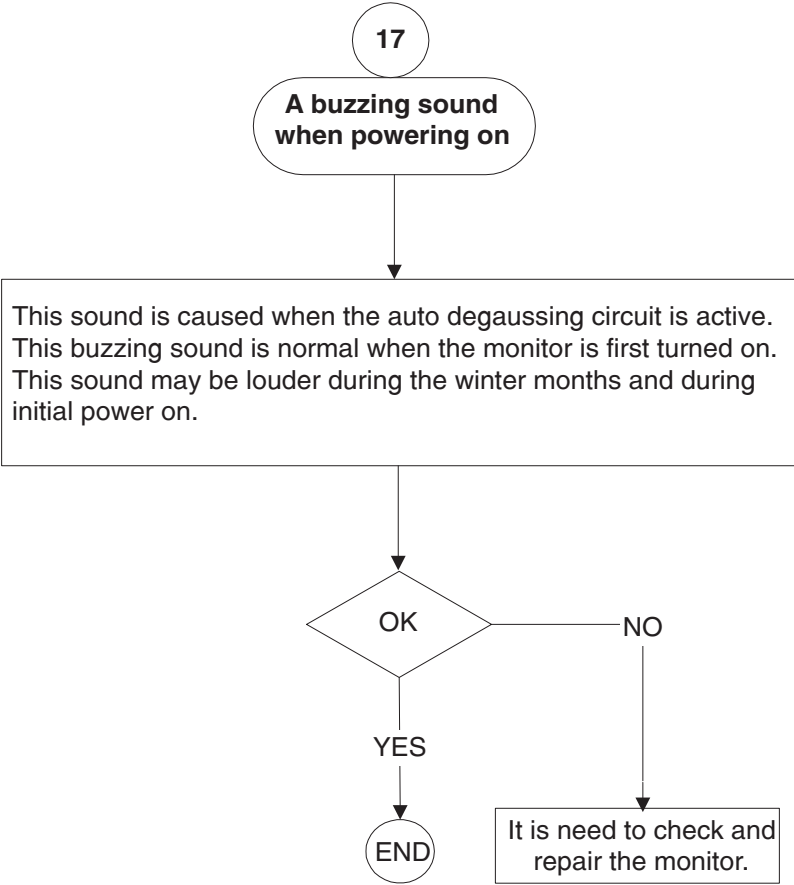 17
A buzzing sound
when powering on
This sound is caused when the auto degaussing circuit is active.
This buzzing sound is normal when the monitor is first turned on.
This sound may be louder during the winter months and during
initial power on.
OK
NO
YES
END
It is need to check and
repair the monitor.